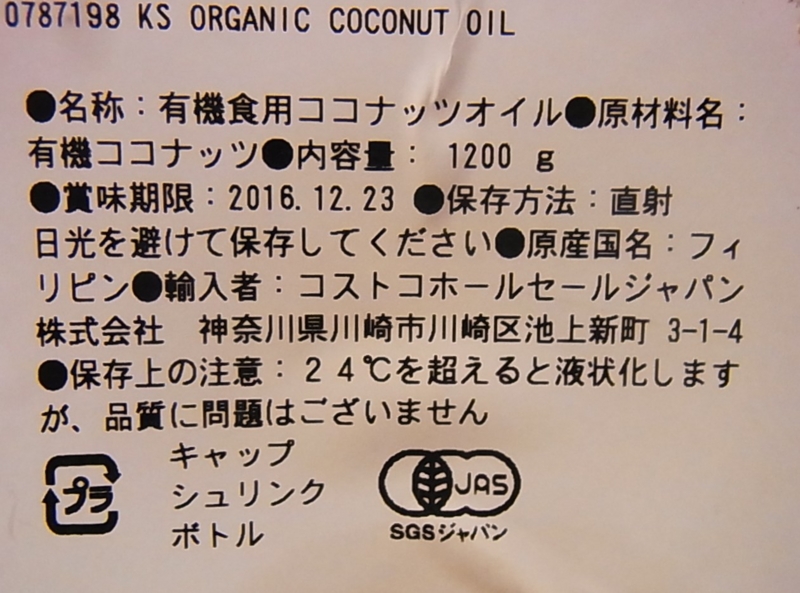 0787198 KS ORGANIC COCONUT OIL
●名称：有機食用ココナッツオイル●原材料名：
有機ココナッツ●内容量： 1200 g
●賞味期限：2016.12.23 ●保存方法：直射
日光を避けて保存してください●原産国名：フィ
リピン●輸入者：コストコホールセールジャパン
株式会社　神奈川県川崎市川崎区池上新町 3-1-4
●保存上の注意：２４℃を超えると液状化します
が、品質に問題はございません
キャップ
シュリンク
ボトル
プラ
JAS
SGSジャパン